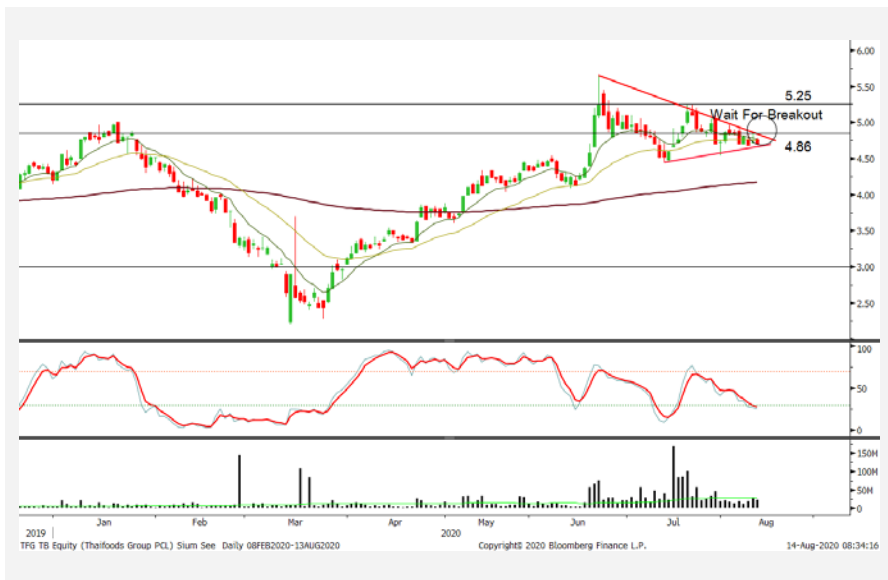 6.00
5.50
5.25
5.00
Wait For Breakout
4.86
4.50
4.00
3.50
3.00
2.50
100
50
0
150M
100M
50M
0
Jan Feb Mar Apr May Jun Jul Aug
2019 2020
TFG TB Equity (Thaifoods Group PCL) Sium See Daily 08FEB2020-13AUG2020 Copyright© 2020 Bloomberg Finance L.P. 14-Aug-2020 08:34:16